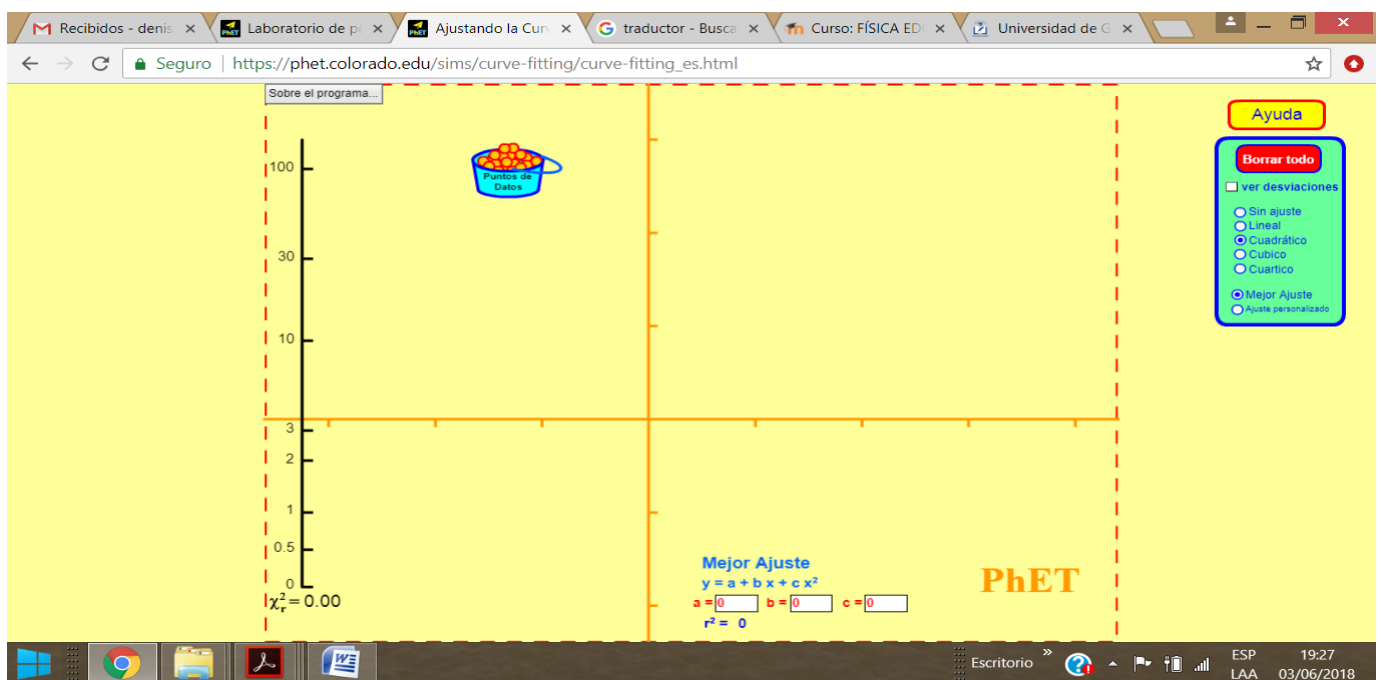 Recibidos - denis
Laboratorio de p
Ajustando la Cur
traductor - Busca
Curso: FÍSICA ED
Universidad de G
Seguro | https://phet.colorado.edu/sims/curve-fitting/curve-fitting_es.html
Sobre el programa...
Ayuda
Borrar todo
ver desviaciones
Sin ajuste
Lineal
Cuadrático
Cubico
Cuartico
Mejor Ajuste
Ajuste personalizado
Puntos de
Datos
100
30
10
3
2
1
0.5
0
χᵣ² = 0.00
Mejor Ajuste
y = a + b x + c x²
a = 0 b = 0 c = 0
r² = 0
PhET
Escritorio »
ESP 19:27
LAA 03/06/2018